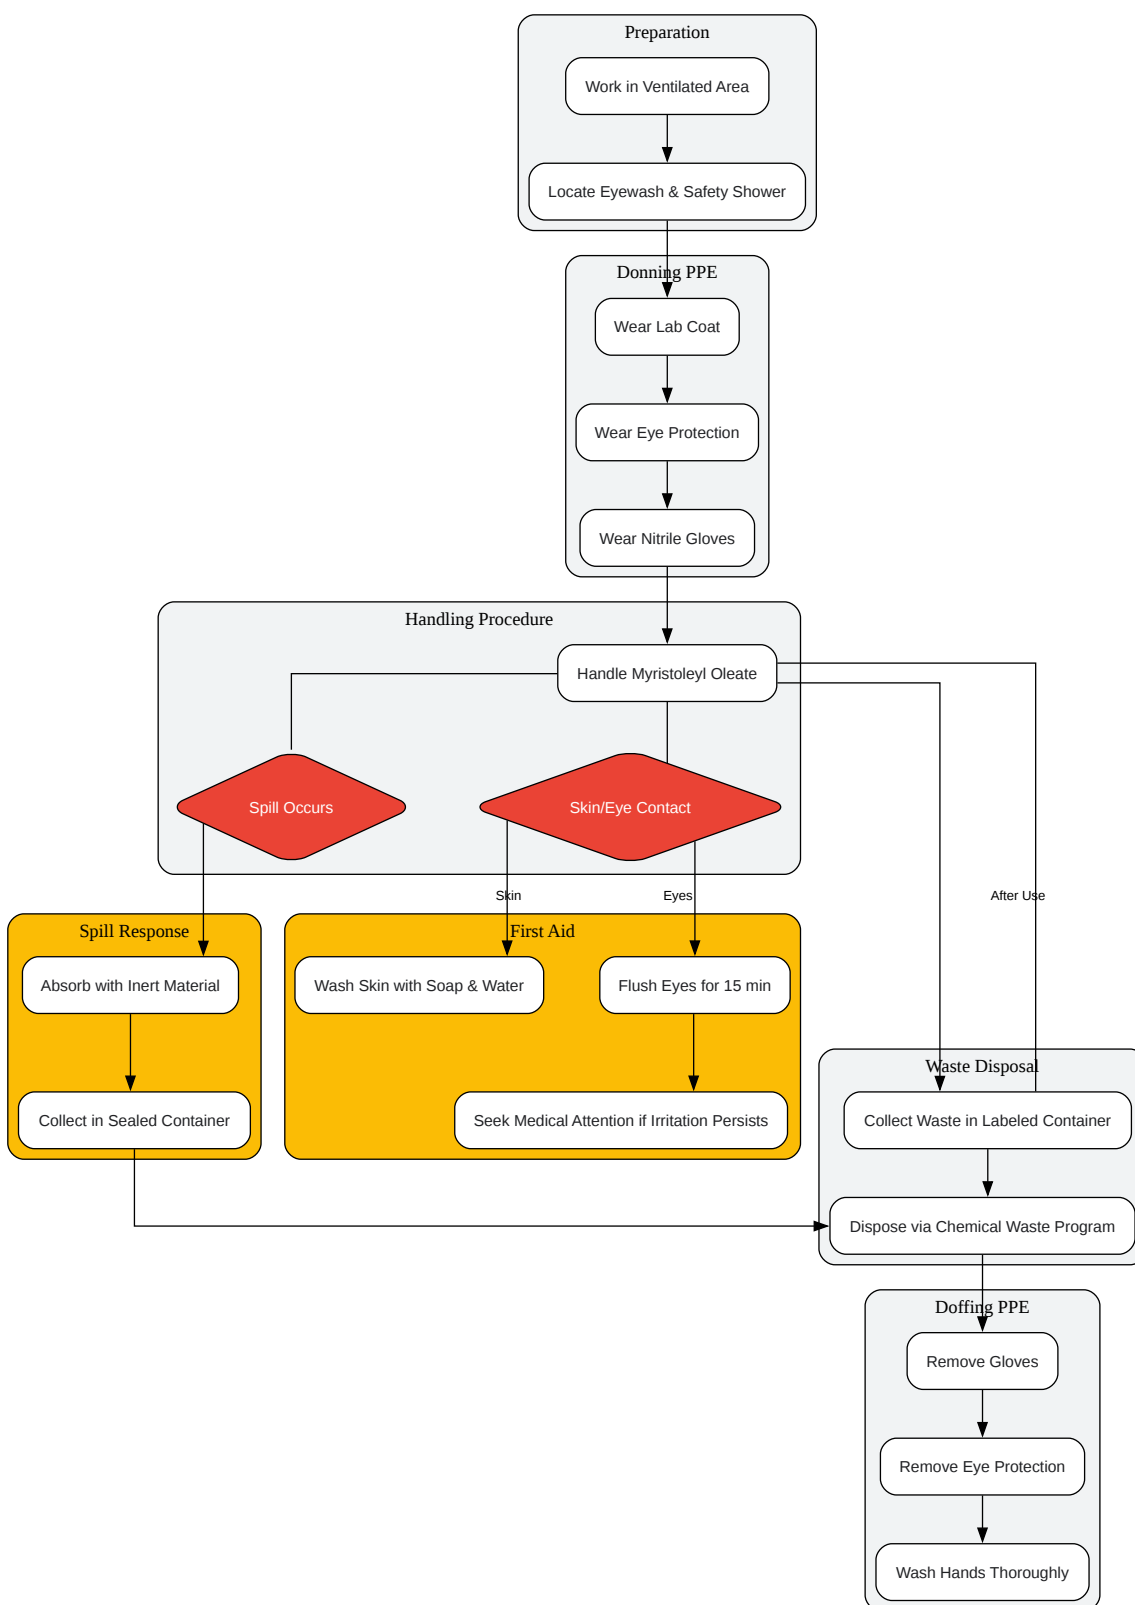 Preparation
Work in Ventilated Area
Locate Eyewash & Safety Shower
Donning PPE
Wear Lab Coat
Wear Eye Protection
Wear Nitrile Gloves
Handling Procedure
Handle Myristoleyl Oleate
Spill Occurs
Skin/Eye Contact
Skin
Eyes
After Use
Spill Response
First Aid
Absorb with Inert Material
Wash Skin with Soap & Water
Flush Eyes for 15 min
Waste Disposal
Collect in Sealed Container
Seek Medical Attention if Irritation Persists
Collect Waste in Labeled Container
Dispose via Chemical Waste Program
Doffing PPE
Remove Gloves
Remove Eye Protection
Wash Hands Thoroughly